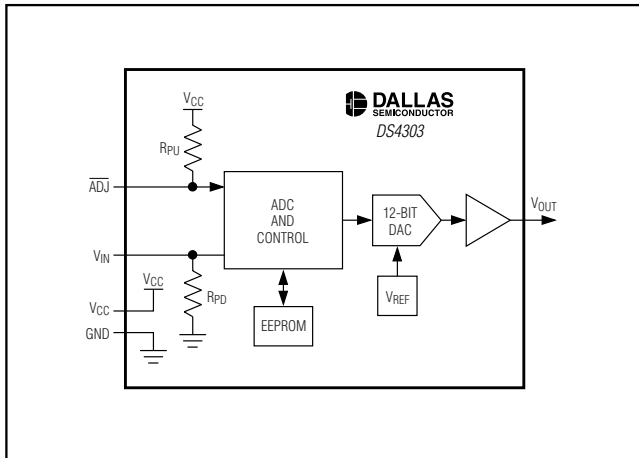 DALLAS
SEMICONDUCTOR
DS4303
VCC
RPU
ADJ
ADC
AND
CONTROL
12-BIT
DAC
VOUT
VIN
VCC
RPD
VREF
VCC
EEPROM
GND